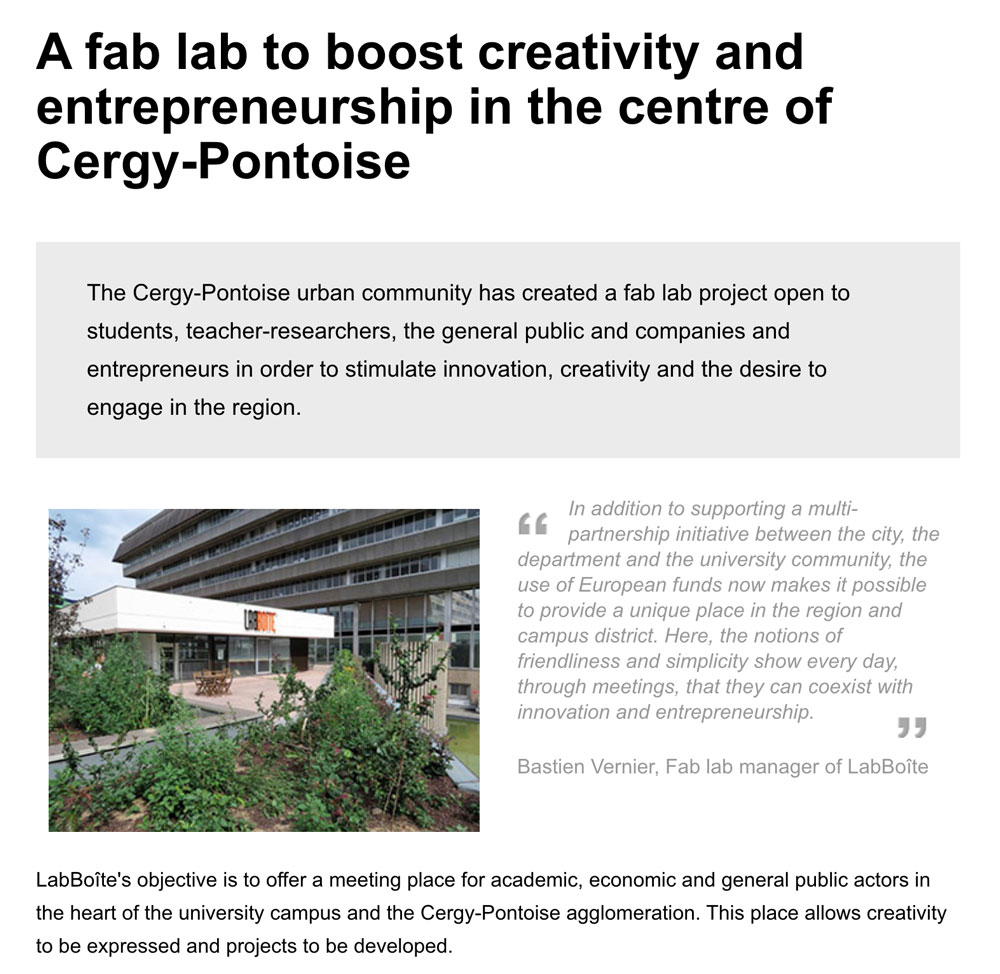 A fab lab to boost creativity and
entrepreneurship in the centre of
Cergy-Pontoise
The Cergy-Pontoise urban community has created a fab lab project open to
students, teacher-researchers, the general public and companies and
entrepreneurs in order to stimulate innovation, creativity and the desire to
engage in the region.
LABBOÎTE
“ In addition to supporting a multi-
partnership initiative between the city, the
department and the university community, the
use of European funds now makes it possible
to provide a unique place in the region and
campus district. Here, the notions of
friendliness and simplicity show every day,
through meetings, that they can coexist with
innovation and entrepreneurship. ”
Bastien Vernier, Fab lab manager of LabBoîte
LabBoîte's objective is to offer a meeting place for academic, economic and general public actors in
the heart of the university campus and the Cergy-Pontoise agglomeration. This place allows creativity
to be expressed and projects to be developed.